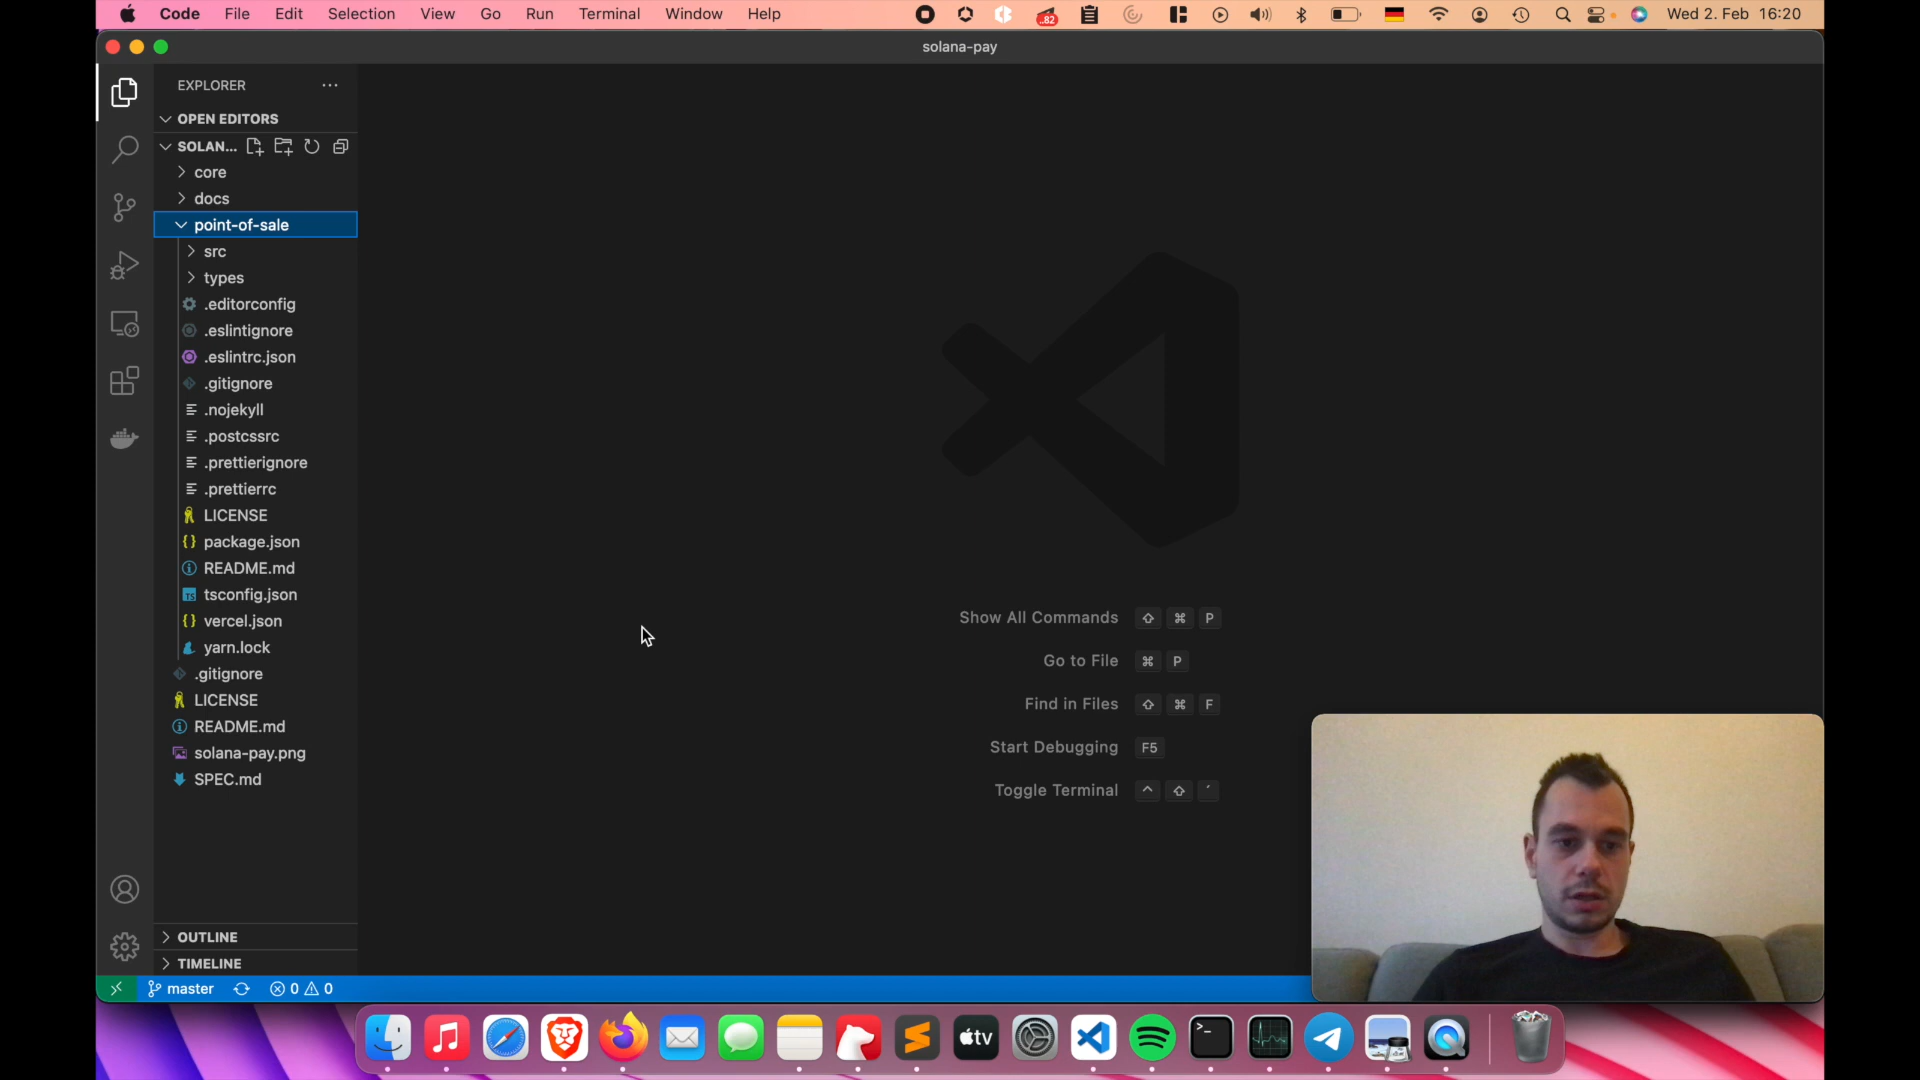 Code File Edit Selection View Go Run Terminal Window Help ..82 Wed 2. Feb 16:20
solana-pay
EXPLORER ···
OPEN EDITORS
SOLAN...
core
docs
point-of-sale
src
types
.editorconfig
.eslintignore
.eslintrc.json
.gitignore
.nojekyll
.postcssrc
.prettierignore
.prettierrc
LICENSE
package.json
README.md
tsconfig.json
vercel.json
yarn.lock
.gitignore
LICENSE
README.md
solana-pay.png
SPEC.md
Show All Commands ⇧ ⌘ P
Go to File ⌘ P
Find in Files ⇧ ⌘ F
Start Debugging F5
Toggle Terminal ^ ⇧ ´
OUTLINE
TIMELINE
master 0 0
tv